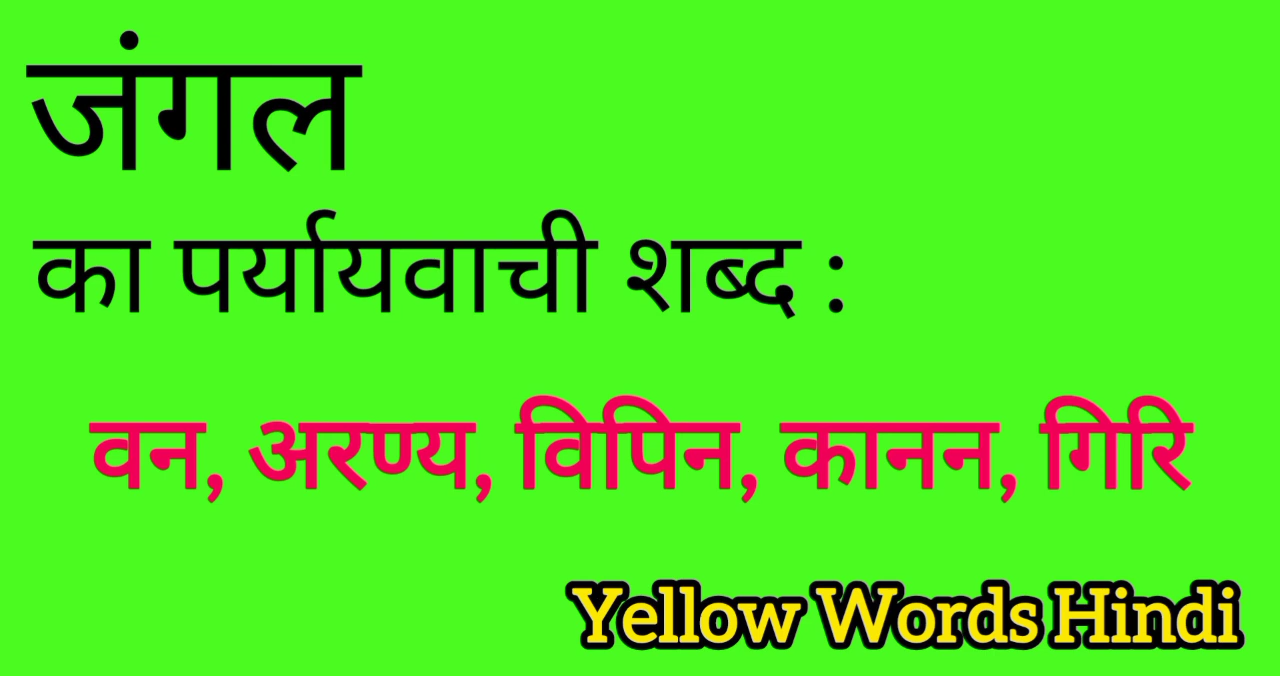 जंगल
का पर्यायवाची शब्द :
वन, अरण्य, विपिन, कानन, गिरि
Yellow Words Hindi